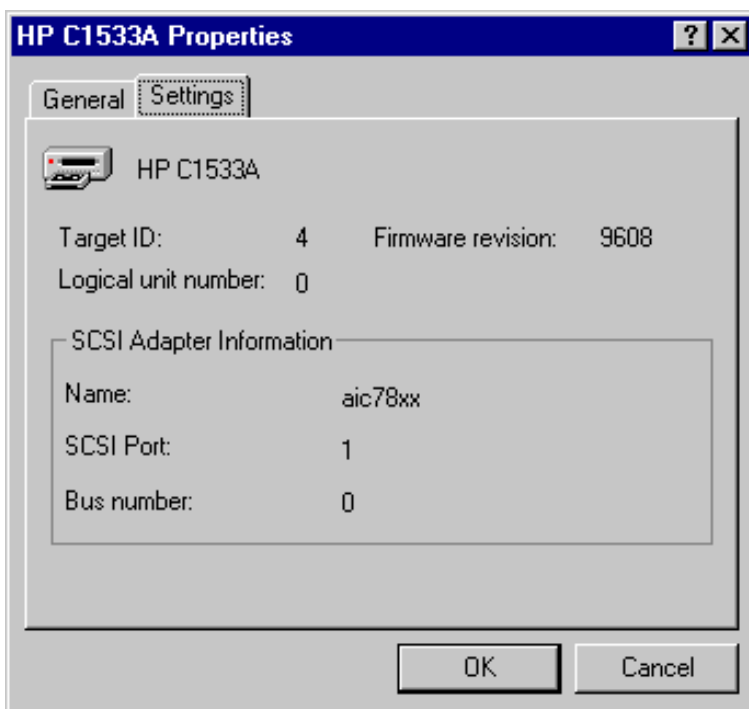 HP C1533A Properties
General Settings
HP C1533A
Target ID: 4 Firmware revision: 9608
Logical unit number: 0
SCSI Adapter Information
Name: aic78xx
SCSI Port: 1
Bus number: 0
OK Cancel